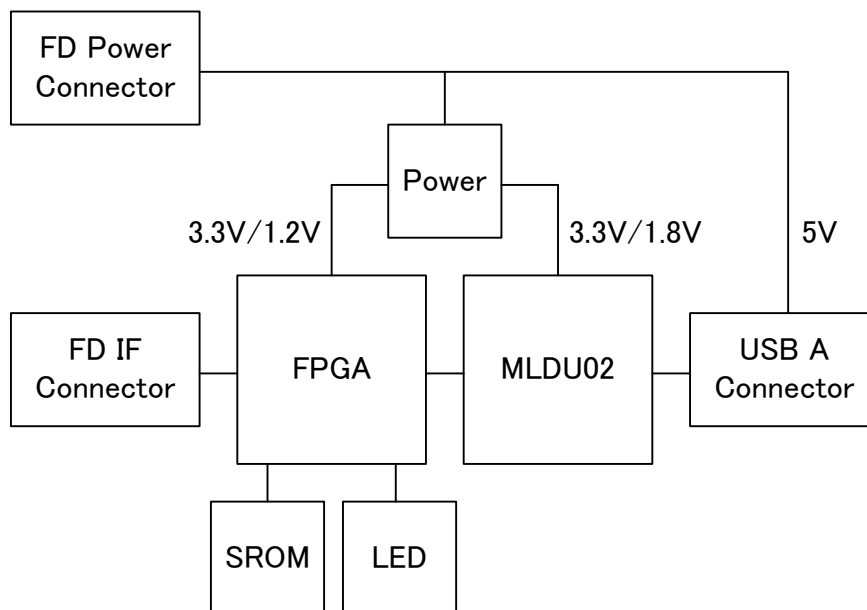 FD Power
Connector
Power
3.3V/1.2V
3.3V/1.8V
5V
FD IF
Connector
FPGA
MLDU02
USB A
Connector
SROM
LED